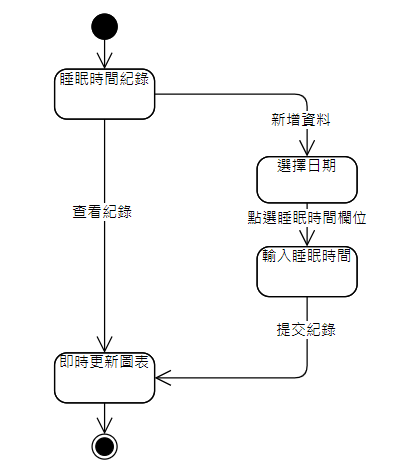 睡眠時間紀錄
新增資料
選擇日期
查看紀錄
點選睡眠時間欄位
輸入睡眠時間
提交紀錄
即時更新圖表